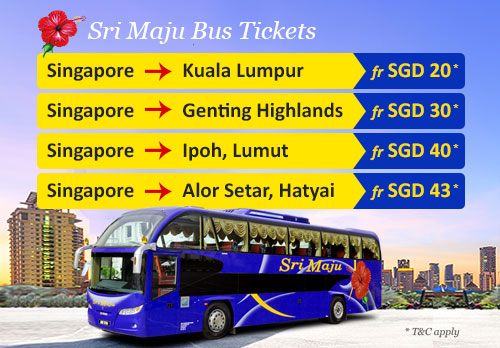 Sri Maju Bus Tickets
Singapore → Kuala Lumpur fr SGD 20*
Singapore → Genting Highlands fr SGD 30*
Singapore → Ipoh, Lumut fr SGD 40*
Singapore → Alor Setar, Hatyai fr SGD 43*
Sri Maju
* T&C apply